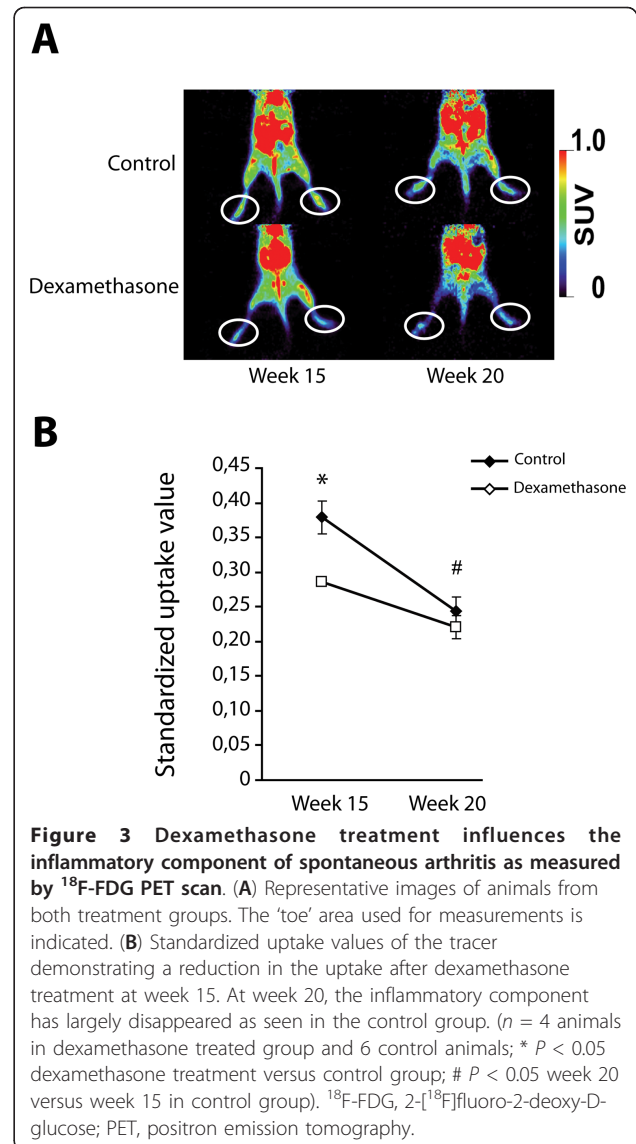 A
Control
Dexamethasone
1.0
SUV
0
Week 15
Week 20
B
Control
Dexamethasone
Standardized uptake value
0,45
0,40
0,35
0,30
0,25
0,20
0,15
0,10
0,05
0
*
#
Week 15
Week 20
Figure 3 Dexamethasone treatment influences the
inflammatory component of spontaneous arthritis as measured
by ¹⁸F-FDG PET scan. (A) Representative images of animals from
both treatment groups. The ‘toe’ area used for measurements is
indicated. (B) Standardized uptake values of the tracer
demonstrating a reduction in the uptake after dexamethasone
treatment at week 15. At week 20, the inflammatory component
has largely disappeared as seen in the control group. (n = 4 animals
in dexamethasone treated group and 6 control animals; * P < 0.05
dexamethasone treatment versus control group; # P < 0.05 week 20
versus week 15 in control group). ¹⁸F-FDG, 2-[¹⁸F]fluoro-2-deoxy-D-
glucose; PET, positron emission tomography.